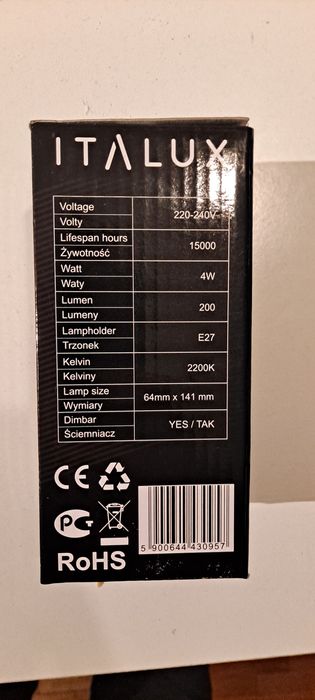 ITALUX
Voltage
Volty
220-240V
Lifespan hours
Żywotność
15000
Watt
Waty
4W
Lumen
Lumeny
200
Lampholder
Trzonek
E27
Kelvin
Kelviny
2200K
Lamp size
Wymiary
64mm x 141 mm
Dimbar
Ściemniacz
YES / TAK
CE
PCT
RoHS
5 900644 430957